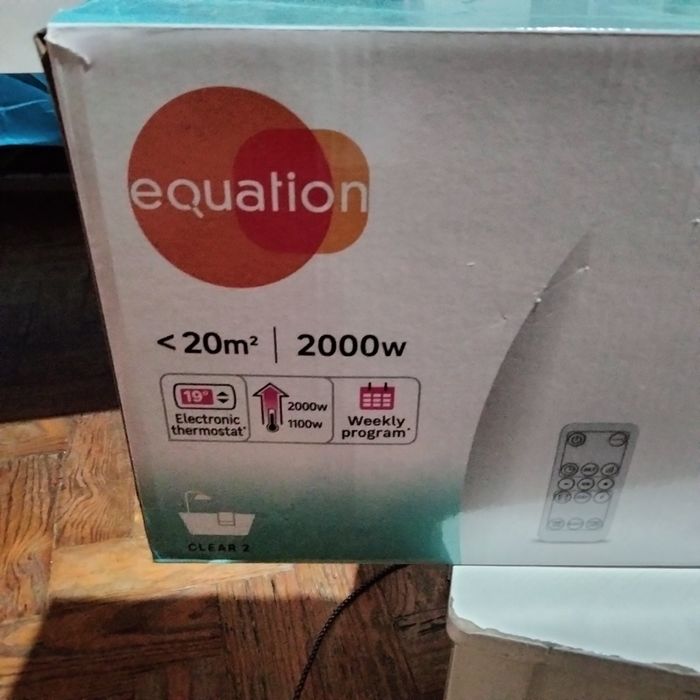 equation
< 20m² | 2000w
19°
Electronic
thermostat*
2000w
1100w
Weekly
program*
CLEAR 2